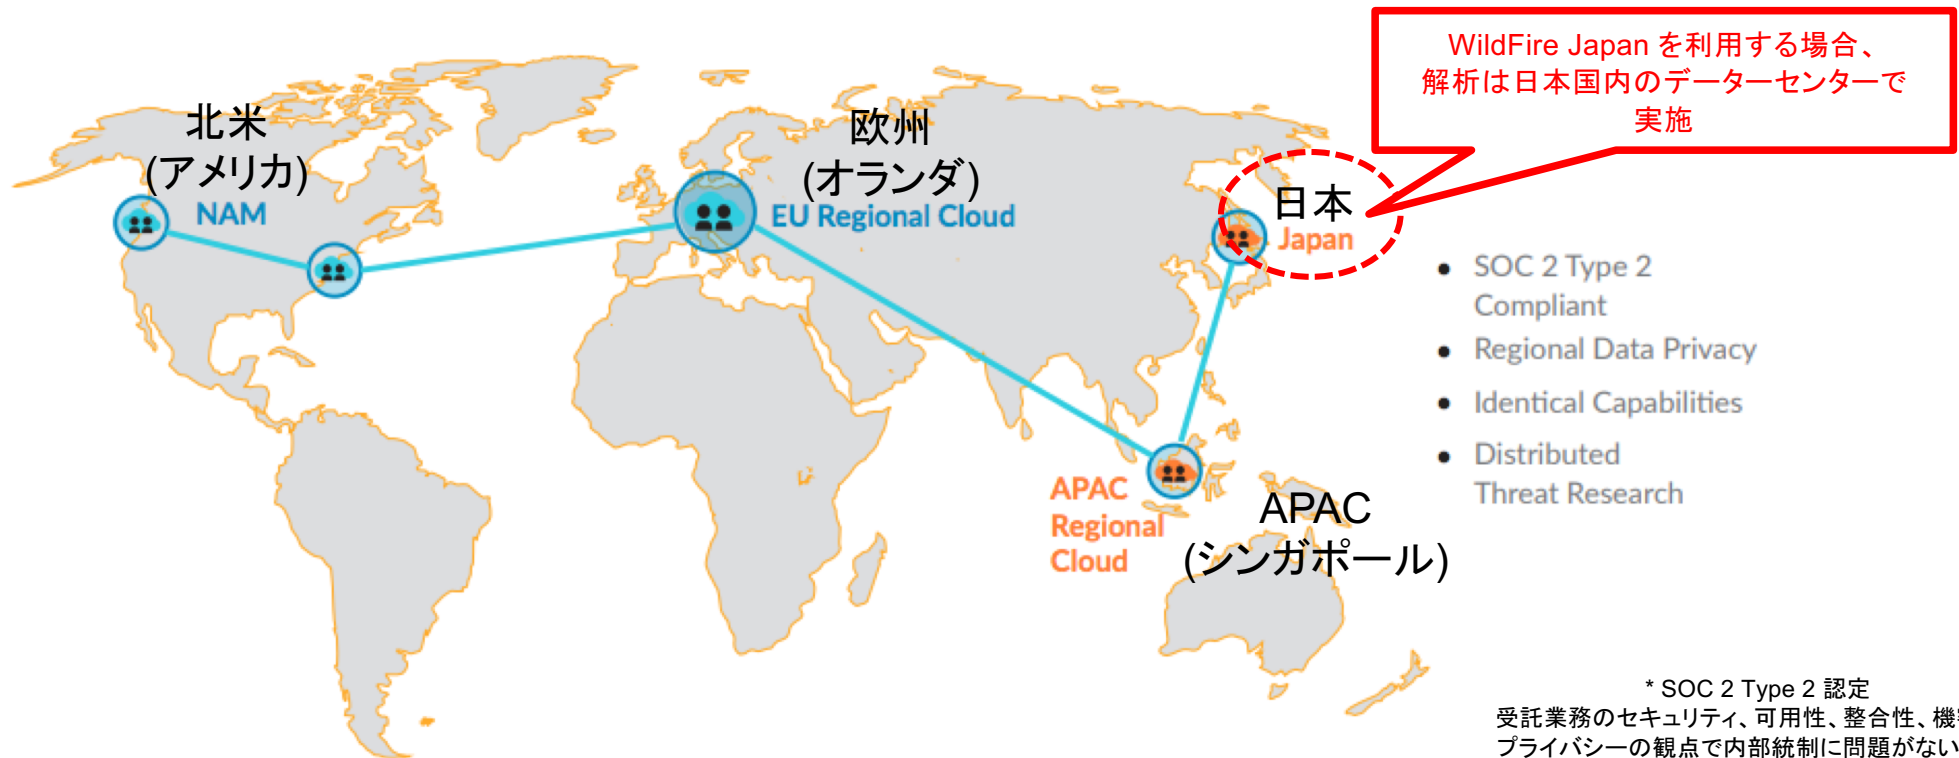 WildFire Japan を利用する場合、
解析は日本国内のデーターセンターで
実施
北米
(アメリカ)
NAM
欧州
(オランダ)
EU Regional Cloud
日本
Japan
APAC
Regional
Cloud
APAC
(シンガポール)
• SOC 2 Type 2
Compliant
• Regional Data Privacy
• Identical Capabilities
• Distributed
Threat Research
* SOC 2 Type 2 認定
受託業務のセキュリティ、可用性、整合性、機
プライバシーの観点で内部統制に問題がない